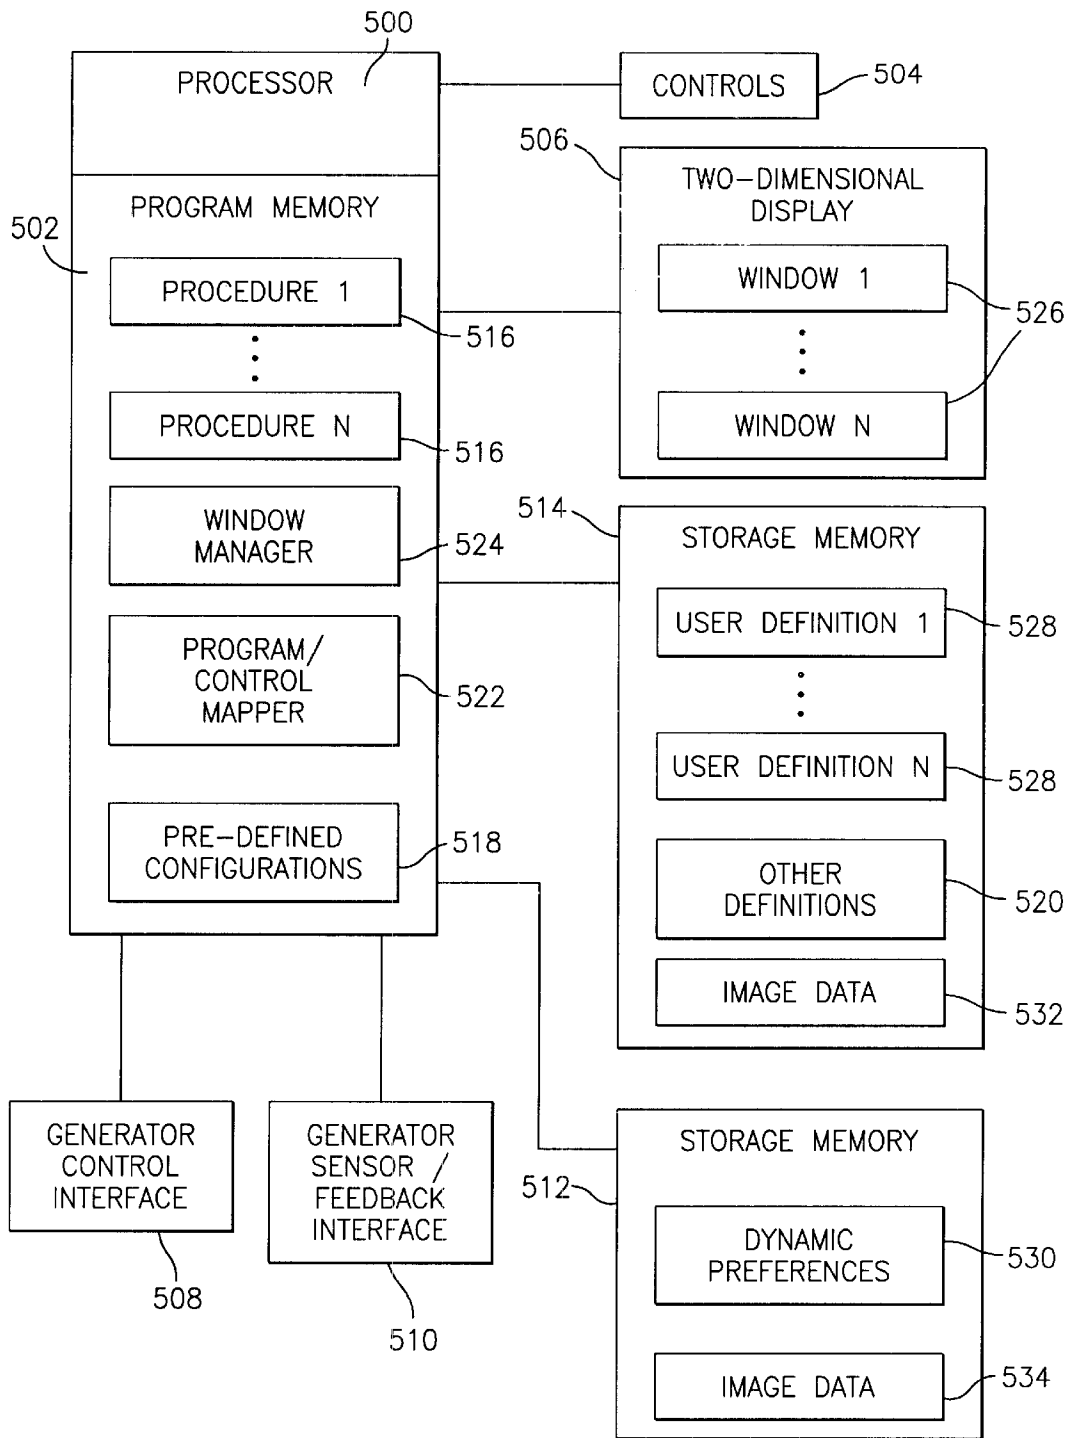 500
PROCESSOR
CONTROLS
504
506
TWO-DIMENSIONAL
DISPLAY
WINDOW 1
526
WINDOW N
PROGRAM MEMORY
502
PROCEDURE 1
516
PROCEDURE N
516
WINDOW
MANAGER
524
PROGRAM/
CONTROL
MAPPER
522
PRE-DEFINED
CONFIGURATIONS
518
514
STORAGE MEMORY
USER DEFINITION 1
528
USER DEFINITION N
528
OTHER
DEFINITIONS
520
IMAGE DATA
532
GENERATOR
CONTROL
INTERFACE
508
GENERATOR
SENSOR /
FEEDBACK
INTERFACE
510
STORAGE MEMORY
512
DYNAMIC
PREFERENCES
530
IMAGE DATA
534